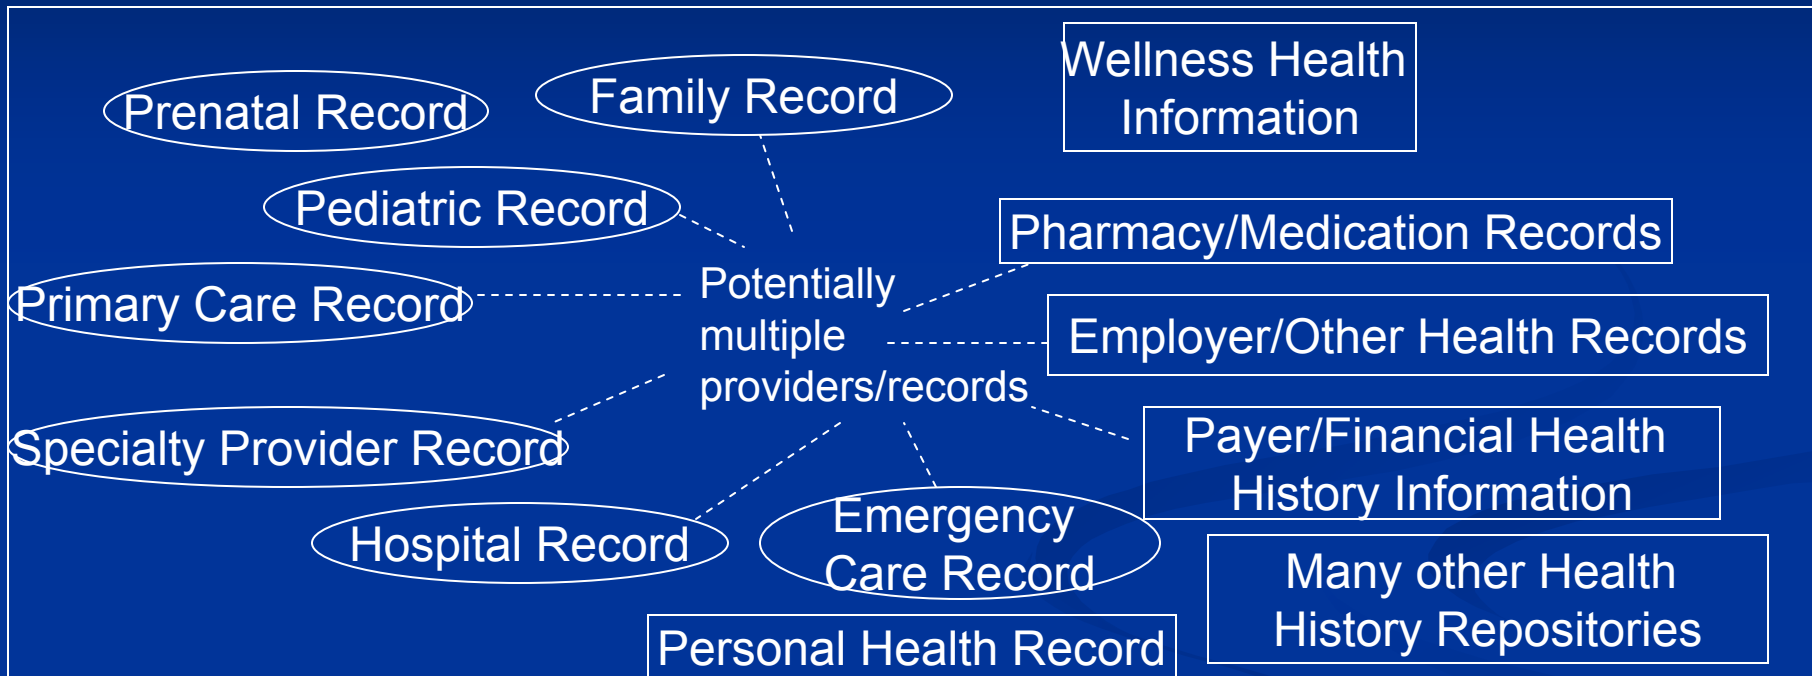 Prenatal Record
Family Record
Wellness Health
Information
Pediatric Record
Pharmacy/Medication Records
Primary Care Record
Potentially
multiple
providers/records
Employer/Other Health Records
Specialty Provider Record
Payer/Financial Health
History Information
Hospital Record
Emergency
Care Record
Many other Health
History Repositories
Personal Health Record